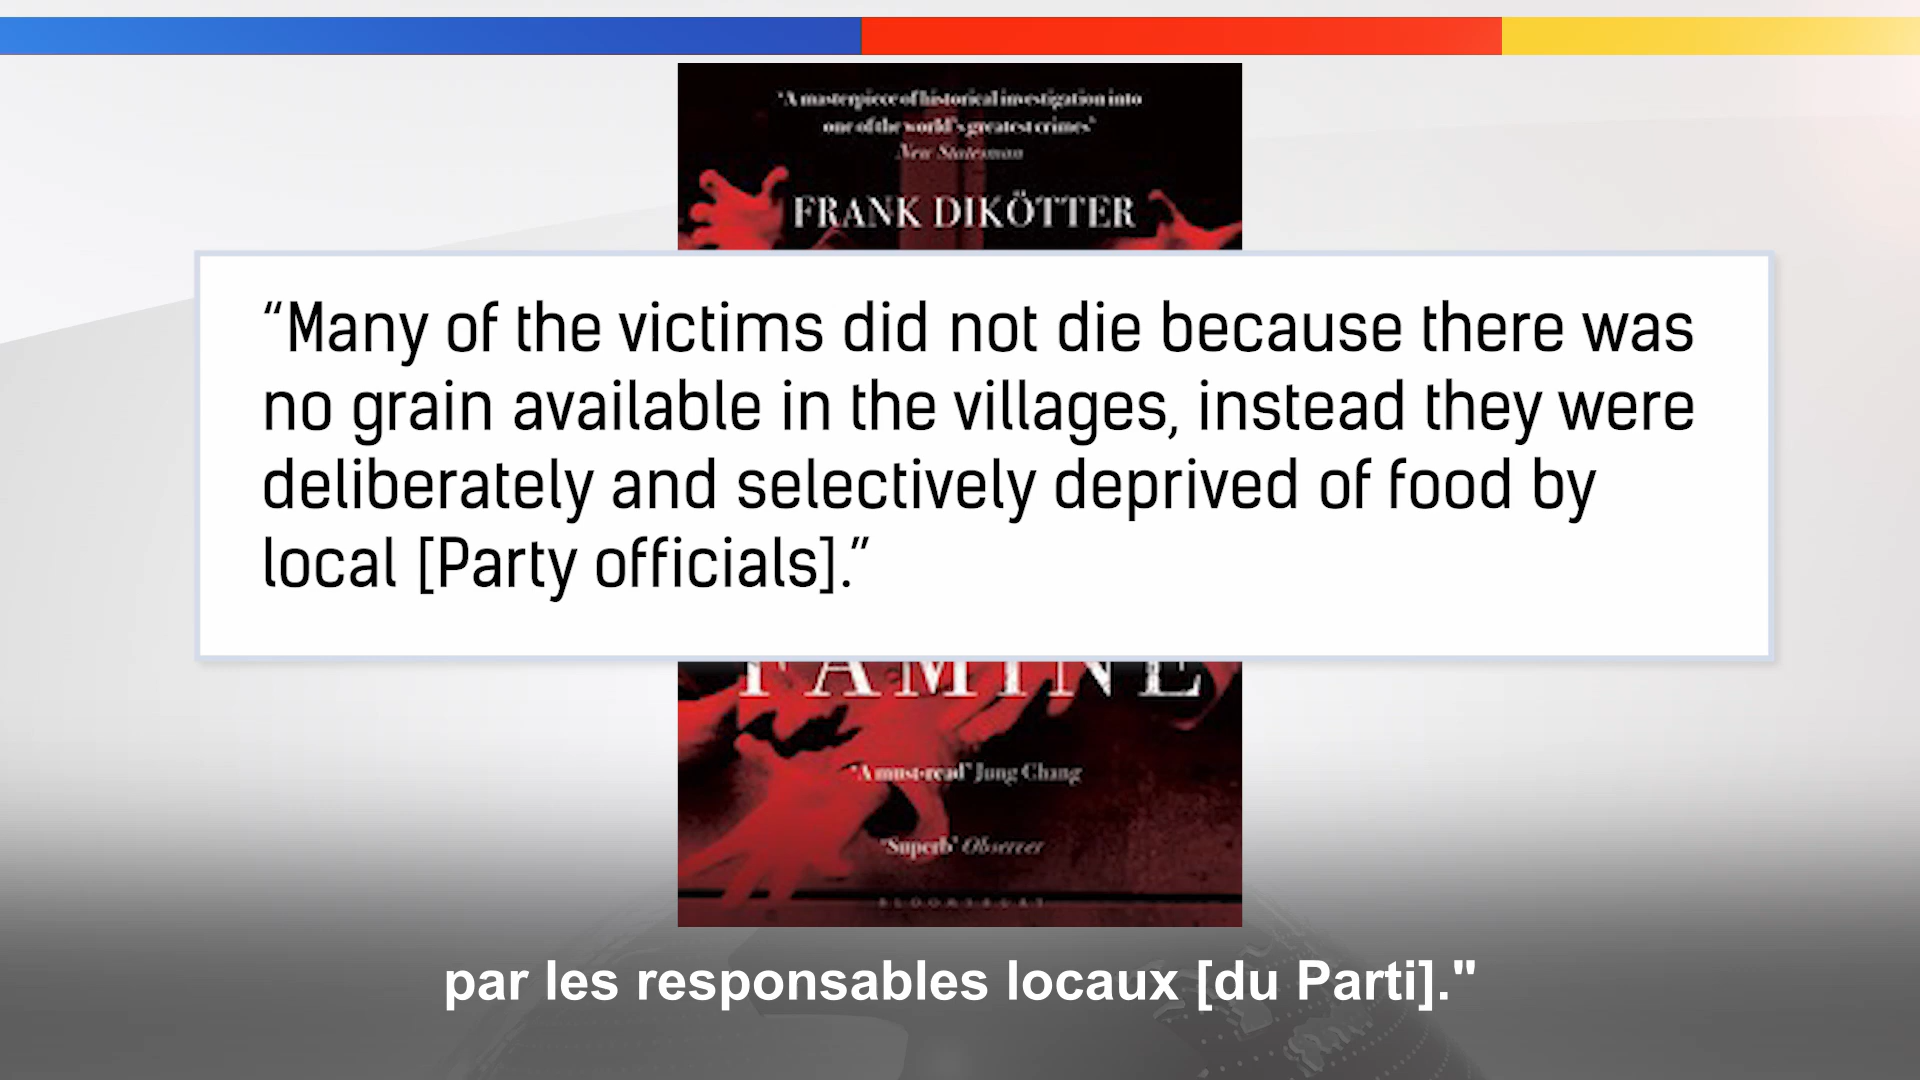 'A masterpiece of historical investigation into
one of the world's greatest crimes'
New Statesman
FRANK DIKÖTTER
“Many of the victims did not die because there was
no grain available in the villages, instead they were
deliberately and selectively deprived of food by
local [Party officials].”
FAMINE
'A must-read' Jung Chang
'Superb' Observer
BLOOMSBURY
par les responsables locaux [du Parti]."